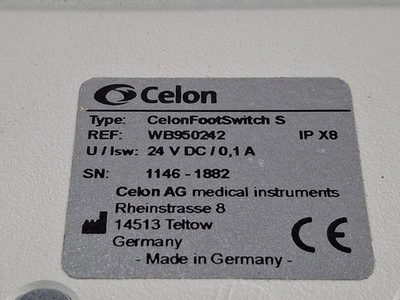 Celon
Type: CelonFootSwitch S
REF: WB950242 IP X8
U / Isw: 24 V DC / 0,1 A
SN: 1146 - 1882
Celon AG medical instruments
Rheinstrasse 8
14513 Teltow
Germany
- Made in Germany -
CE